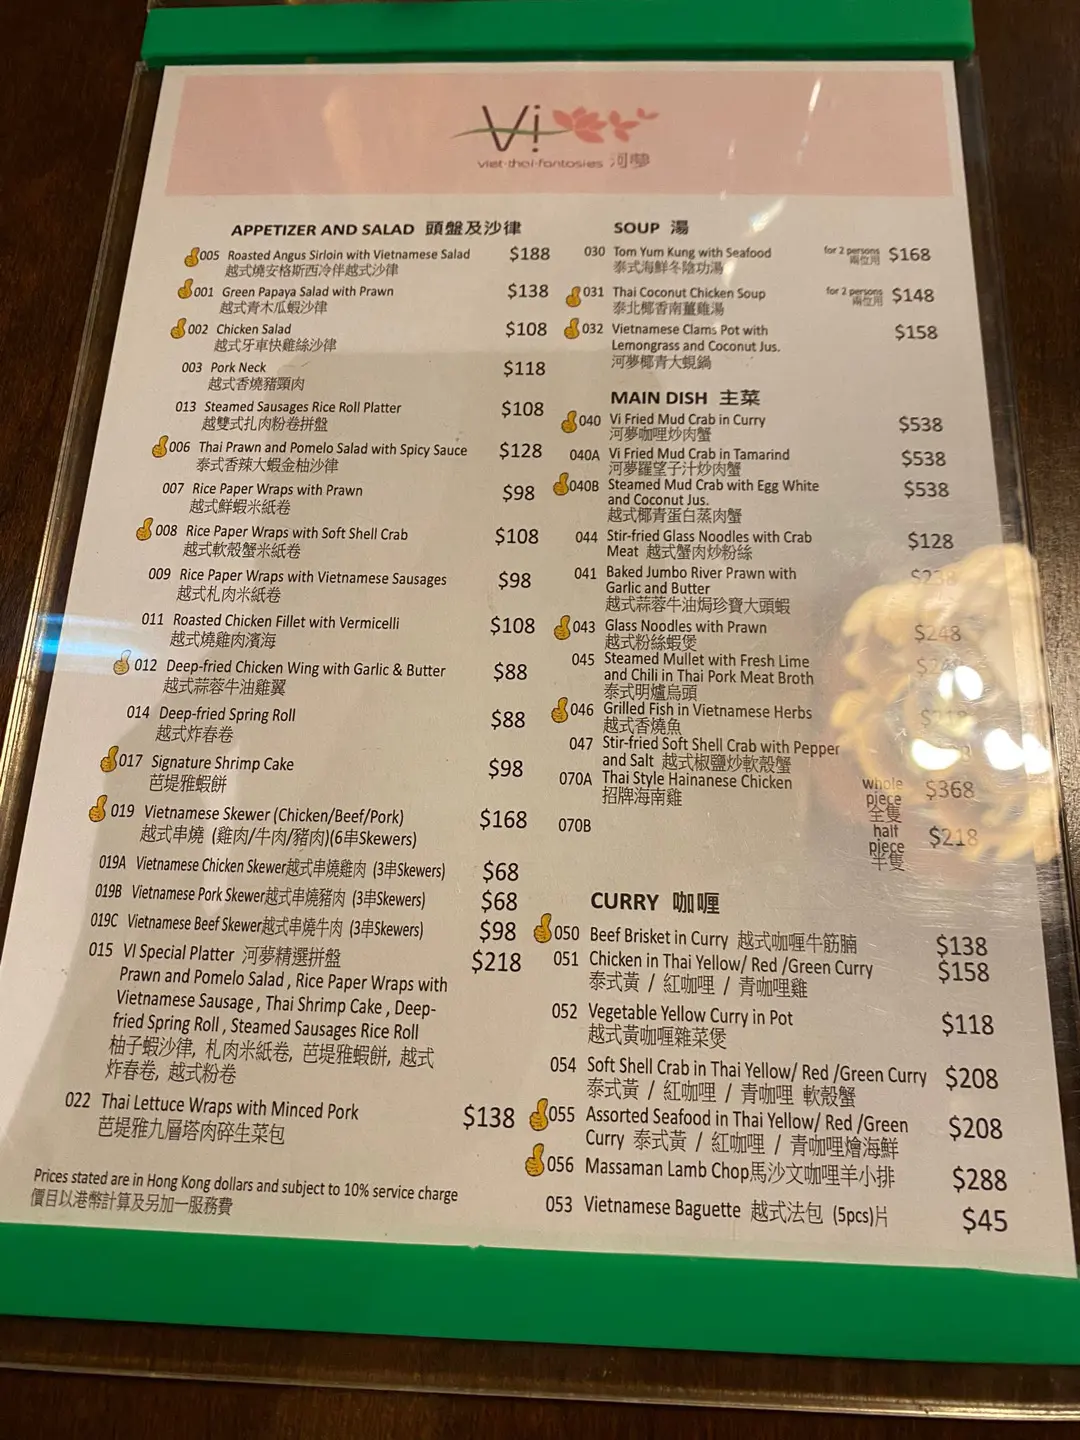 Vi
viet·thai·fantasies 河夢
APPETIZER AND SALAD 頭盤及沙律
005 Roasted Angus Sirloin with Vietnamese Salad $188
越式燒安格斯西冷伴越式沙律
001 Green Papaya Salad with Prawn $138
越式青木瓜蝦沙律
002 Chicken Salad $108
越式牙車快雞絲沙律
003 Pork Neck $118
越式香燒豬頸肉
013 Steamed Sausages Rice Roll Platter $108
越雙式扎肉粉卷拼盤
006 Thai Prawn and Pomelo Salad with Spicy Sauce $128
泰式香辣大蝦金柚沙律
007 Rice Paper Wraps with Prawn $98
越式鮮蝦米紙卷
008 Rice Paper Wraps with Soft Shell Crab $108
越式軟殼蟹米紙卷
009 Rice Paper Wraps with Vietnamese Sausages $98
越式札肉米紙卷
011 Roasted Chicken Fillet with Vermicelli $108
越式燒雞肉濱海
012 Deep-fried Chicken Wing with Garlic & Butter $88
越式蒜蓉牛油雞翼
014 Deep-fried Spring Roll $88
越式炸春卷
017 Signature Shrimp Cake $98
芭堤雅蝦餅
019 Vietnamese Skewer (Chicken/Beef/Pork) $168
越式串燒 (雞肉/牛肉/豬肉)(6串Skewers)
019A Vietnamese Chicken Skewer越式串燒雞肉 (3串Skewers) $68
019B Vietnamese Pork Skewer越式串燒豬肉 (3串Skewers) $68
019C Vietnamese Beef Skewer越式串燒牛肉 (3串Skewers) $98
015 VI Special Platter 河夢精選拼盤 $218
Prawn and Pomelo Salad , Rice Paper Wraps with
Vietnamese Sausage , Thai Shrimp Cake , Deep-
fried Spring Roll , Steamed Sausages Rice Roll
柚子蝦沙律, 札肉米紙卷, 芭堤雅蝦餅, 越式
炸春卷, 越式粉卷
022 Thai Lettuce Wraps with Minced Pork $138
芭堤雅九層塔肉碎生菜包
Prices stated are in Hong Kong dollars and subject to 10% service charge
價目以港幣計算及另加一服務費
SOUP 湯
030 Tom Yum Kung with Seafood for 2 persons $168
泰式海鮮冬陰功湯 兩位用
031 Thai Coconut Chicken Soup for 2 persons $148
泰北椰香南薑雞湯 兩位用
032 Vietnamese Clams Pot with $158
Lemongrass and Coconut Jus.
河夢椰青大蜆鍋
MAIN DISH 主菜
040 Vi Fried Mud Crab in Curry $538
河夢咖哩炒肉蟹
040A Vi Fried Mud Crab in Tamarind $538
河夢羅望子汁炒肉蟹
040B Steamed Mud Crab with Egg White $538
and Coconut Jus.
越式椰青蛋白蒸肉蟹
044 Stir-fried Glass Noodles with Crab $128
Meat 越式蟹肉炒粉絲
041 Baked Jumbo River Prawn with $238
Garlic and Butter
越式蒜蓉牛油焗珍寶大頭蝦
043 Glass Noodles with Prawn $248
越式粉絲蝦煲
045 Steamed Mullet with Fresh Lime
and Chili in Thai Pork Meat Broth
泰式明爐烏頭
046 Grilled Fish in Vietnamese Herbs
越式香燒魚
047 Stir-fried Soft Shell Crab with Pepper
and Salt 越式椒鹽炒軟殼蟹
070A Thai Style Hainanese Chicken whole piece 全隻 $368
招牌海南雞
070B half piece 半隻 $218
CURRY 咖喱
050 Beef Brisket in Curry 越式咖喱牛筋腩 $138
051 Chicken in Thai Yellow/ Red /Green Curry $158
泰式黃 / 紅咖哩 / 青咖哩雞
052 Vegetable Yellow Curry in Pot $118
越式黃咖喱雜菜煲
054 Soft Shell Crab in Thai Yellow/ Red /Green Curry $208
泰式黃 / 紅咖哩 / 青咖哩 軟殼蟹
055 Assorted Seafood in Thai Yellow/ Red /Green $208
Curry 泰式黃 / 紅咖哩 / 青咖哩燴海鮮
056 Massaman Lamb Chop馬沙文咖哩羊小排 $288
053 Vietnamese Baguette 越式法包 (5pcs)片 $45